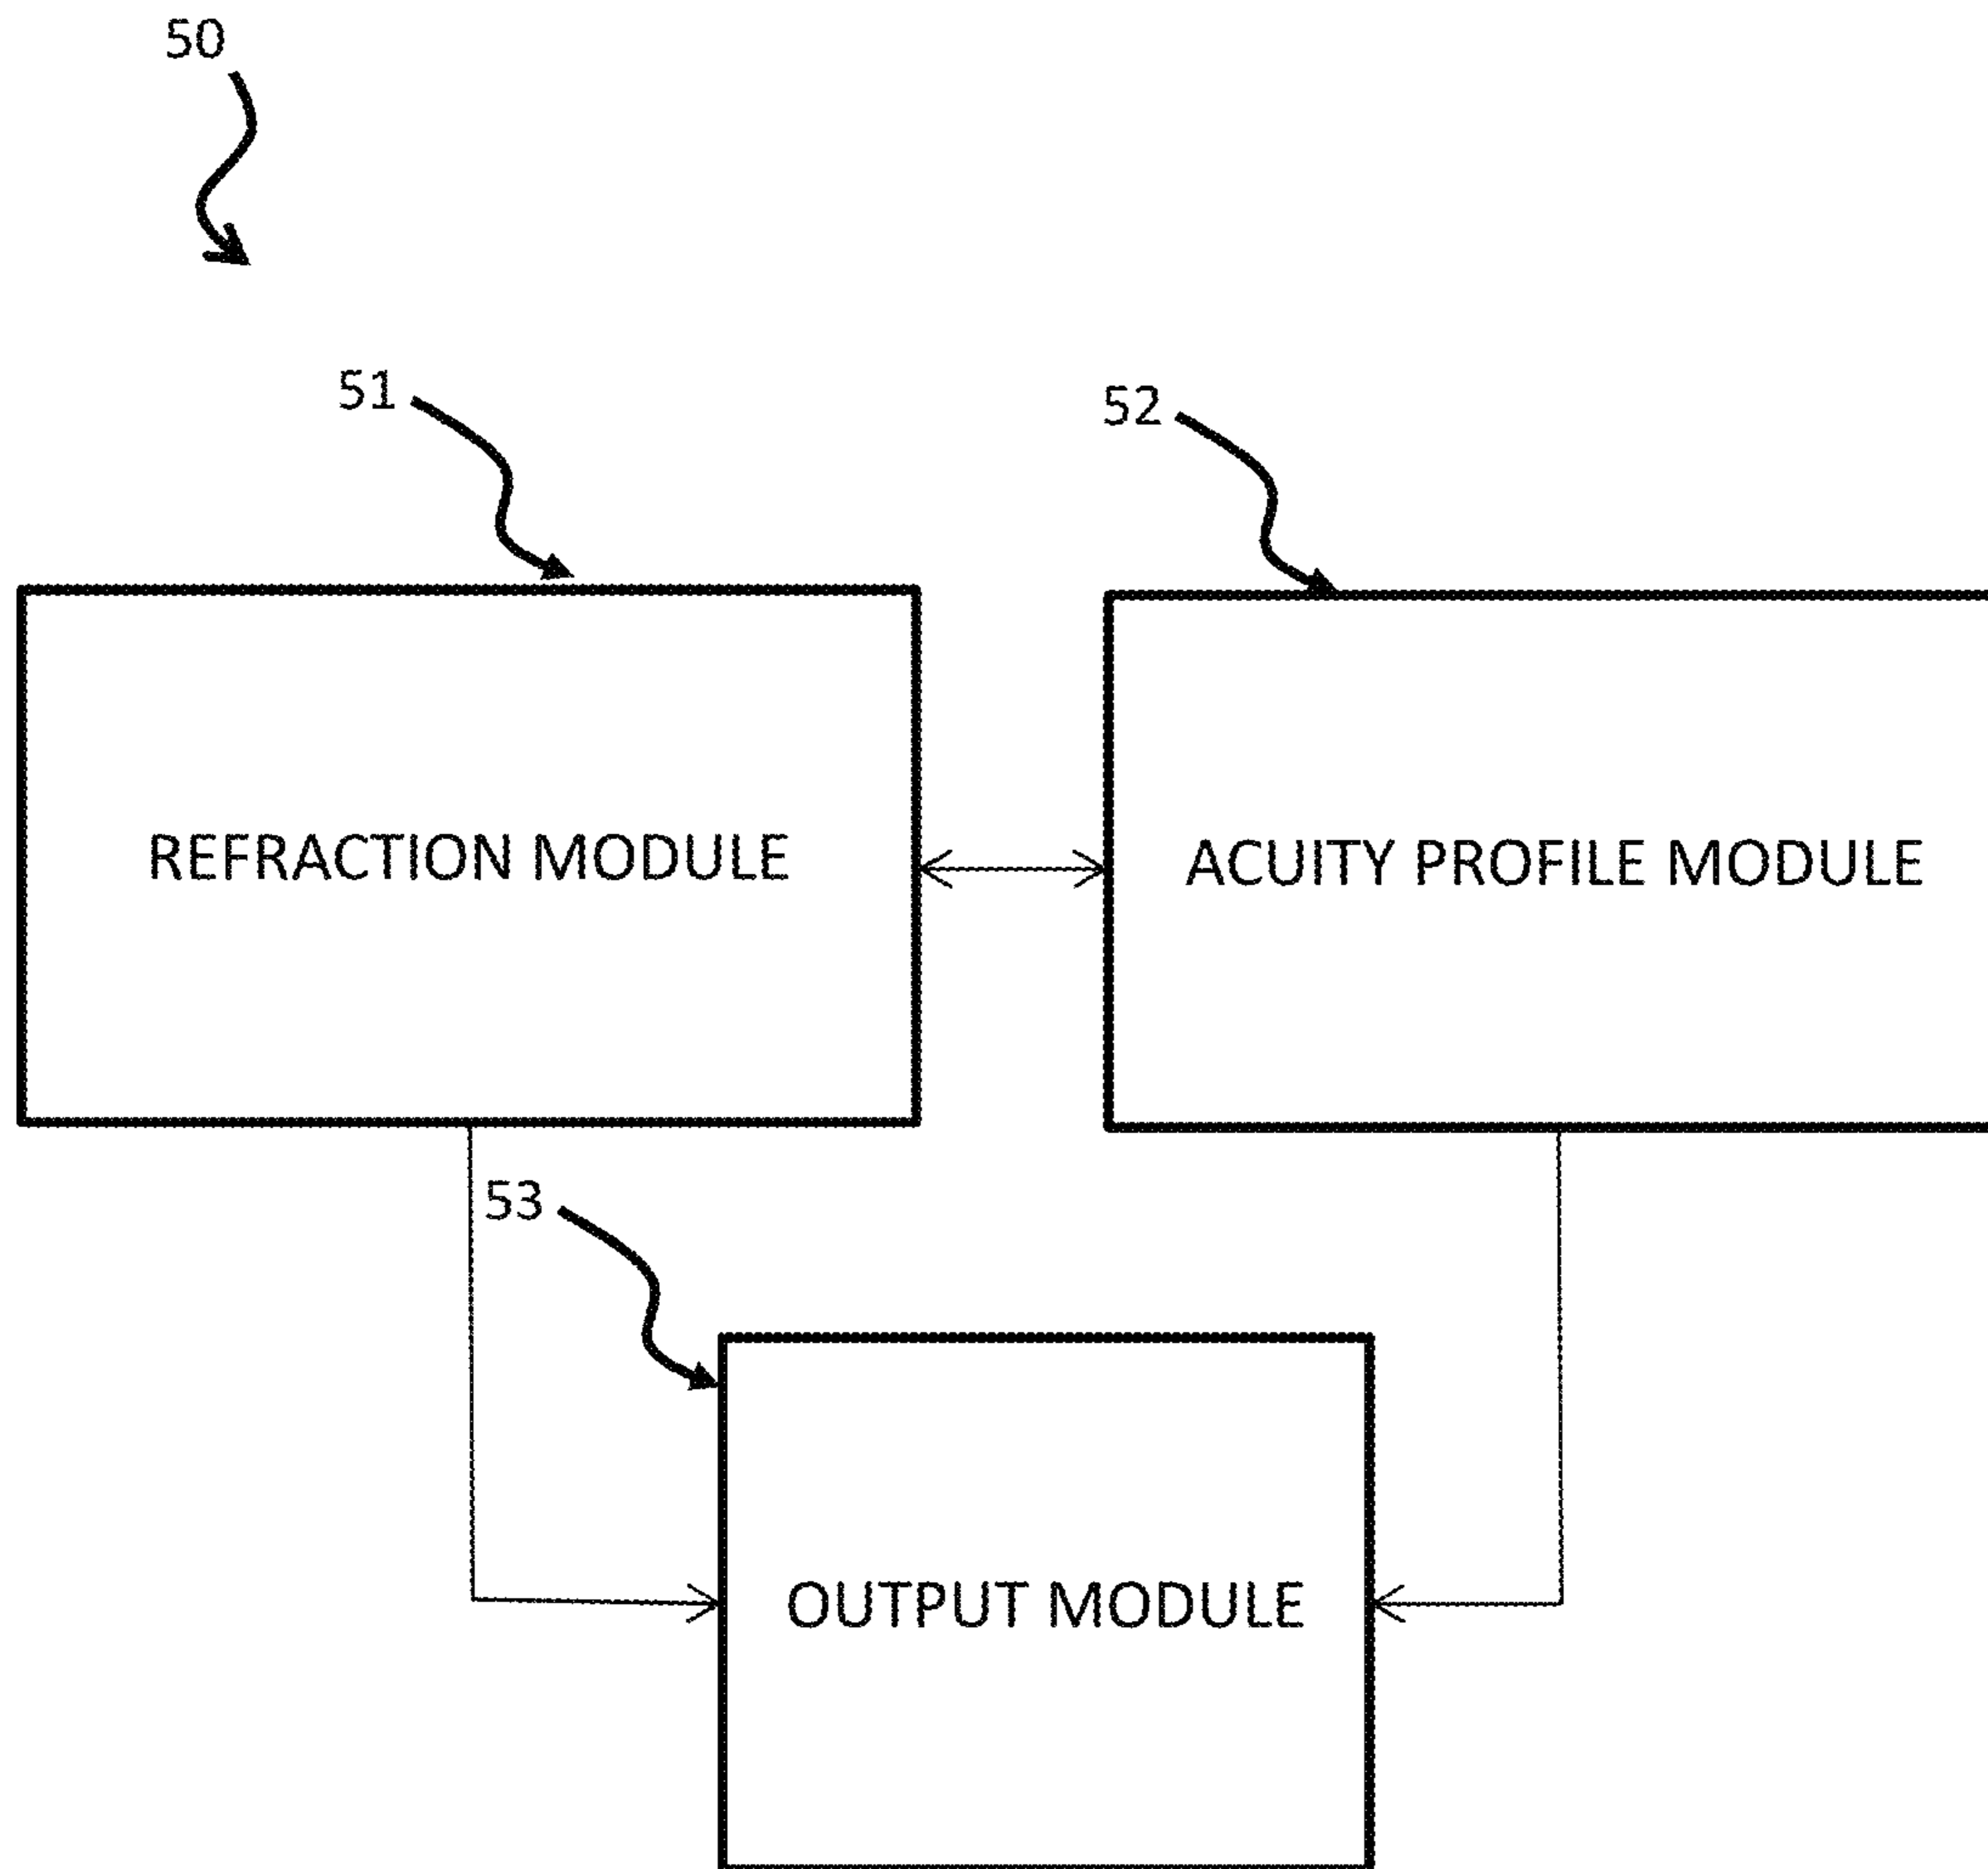 50
51
52
REFRACTION MODULE
ACUITY PROFILE MODULE
53
OUTPUT MODULE